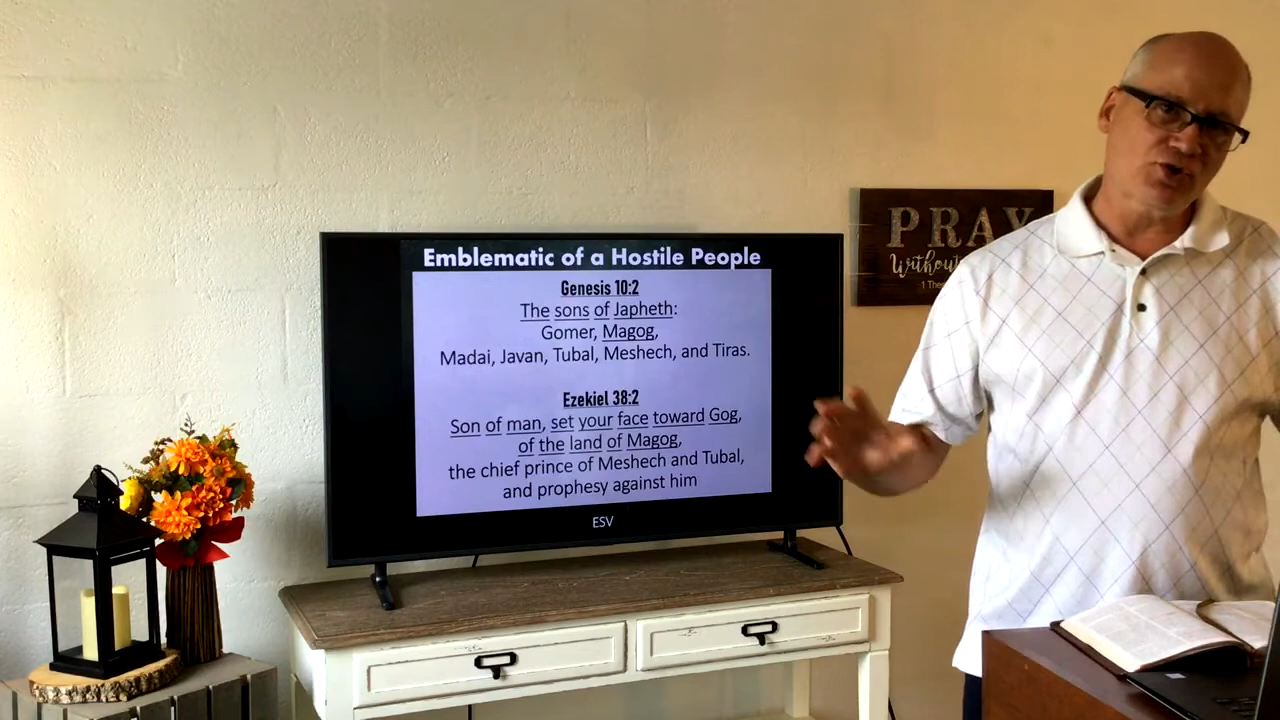 Emblematic of a Hostile People
Genesis 10:2
The sons of Japheth:
Gomer, Magog,
Madai, Javan, Tubal, Meshech, and Tiras.
Ezekiel 38:2
Son of man, set your face toward Gog,
of the land of Magog,
the chief prince of Meshech and Tubal,
and prophesy against him
ESV
PRAY
Without
1 Thes